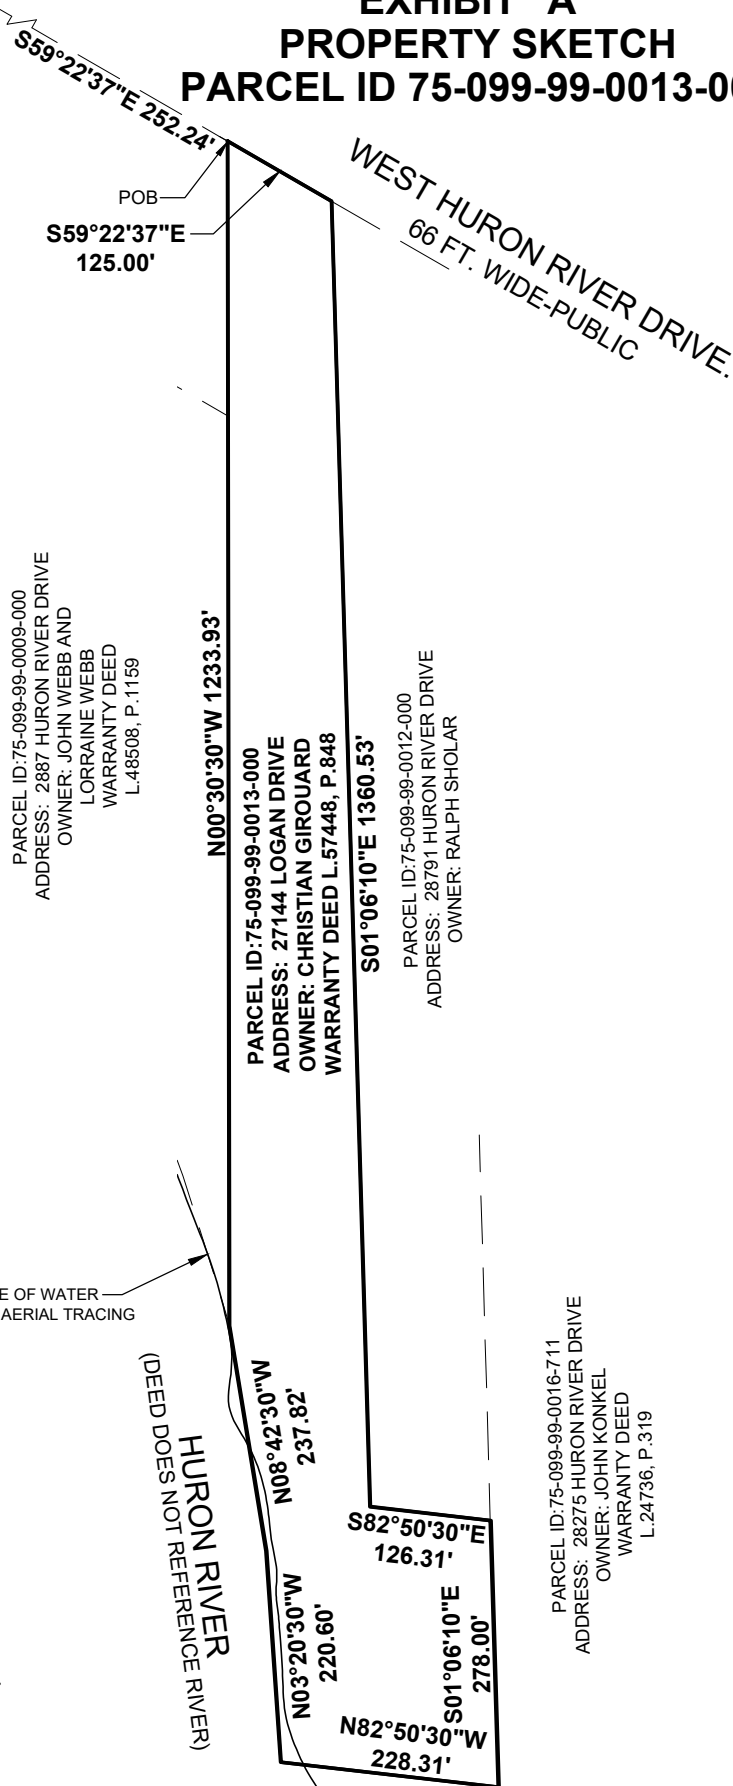 EXHIBIT "A"
PROPERTY SKETCH
PARCEL ID 75-099-99-0013-00
S59°22'37"E 252.24'
POB
S59°22'37"E
125.00'
WEST HURON RIVER DRIVE.
66 FT. WIDE-PUBLIC
PARCEL ID:75-099-99-0009-000
ADDRESS: 2887 HURON RIVER DRIVE
OWNER: JOHN WEBB AND
LORRAINE WEBB
WARRANTY DEED
L.48508, P.1159
N00°30'30"W 1233.93'
PARCEL ID:75-099-99-0013-000
ADDRESS: 27144 LOGAN DRIVE
OWNER: CHRISTIAN GIROUARD
WARRANTY DEED L.57448, P.848
S01°06'10"E 1360.53'
PARCEL ID:75-099-99-0012-000
ADDRESS: 28791 HURON RIVER DRIVE
OWNER: RALPH SHOLAR
E OF WATER
AERIAL TRACING
HURON RIVER
(DEED DOES NOT REFERENCE RIVER)
N08°42'30"W
237.82'
N03°20'30"W
220.60'
S82°50'30"E
126.31'
S01°06'10"E
278.00'
N82°50'30"W
228.31'
PARCEL ID:75-099-99-0016-711
ADDRESS: 28275 HURON RIVER DRIVE
OWNER: JOHN KONKEL
WARRANTY DEED
L.24736, P.319